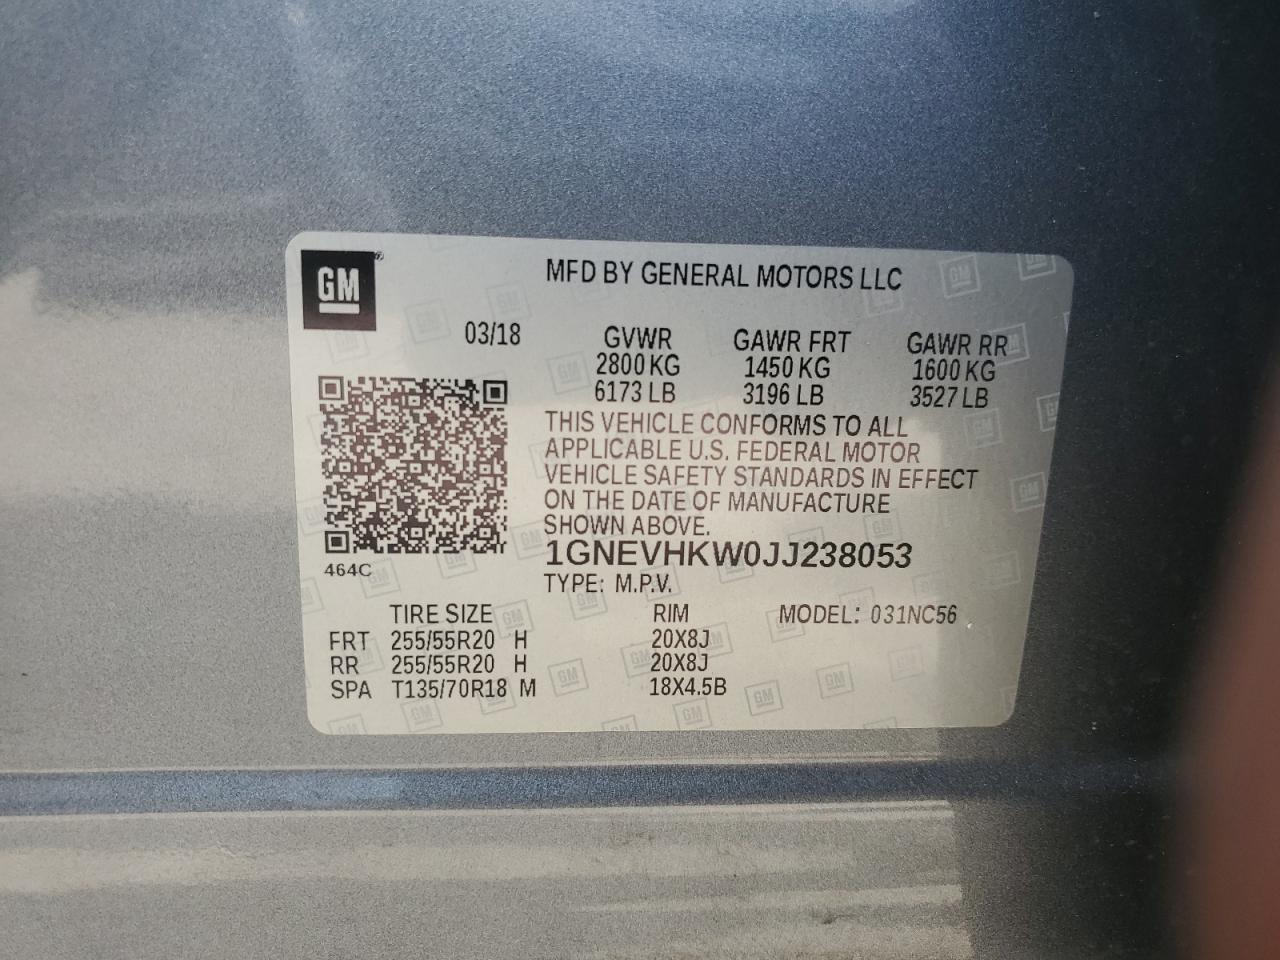 GM
MFD BY GENERAL MOTORS LLC
03/18 GVWR GAWR FRT GAWR RR
2800 KG 1450 KG 1600 KG
6173 LB 3196 LB 3527 LB
THIS VEHICLE CONFORMS TO ALL
APPLICABLE U.S. FEDERAL MOTOR
VEHICLE SAFETY STANDARDS IN EFFECT
ON THE DATE OF MANUFACTURE
SHOWN ABOVE.
1GNEVHKW0JJ238053
464C
TYPE: M.P.V.
TIRE SIZE RIM MODEL: 031NC56
FRT 255/55R20 H 20X8J
RR 255/55R20 H 20X8J
SPA T135/70R18 M 18X4.5B